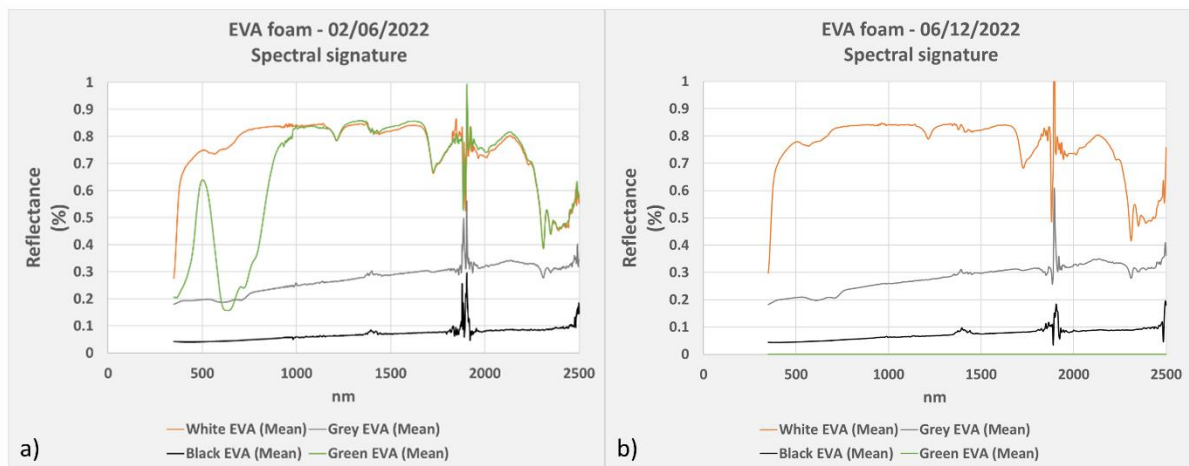 EVA foam - 02/06/2022
Spectral signature
1
0.9
0.8
0.7
0.6
0.5
0.4
0.3
0.2
0.1
0
Reflectance
(%)
0 500 1000 1500 2000 2500
nm
White EVA (Mean) Grey EVA (Mean)
Black EVA (Mean) Green EVA (Mean)
a)
EVA foam - 06/12/2022
Spectral signature
1
0.9
0.8
0.7
0.6
0.5
0.4
0.3
0.2
0.1
0
Reflectance
(%)
0 500 1000 1500 2000 2500
nm
White EVA (Mean) Grey EVA (Mean)
Black EVA (Mean) Green EVA (Mean)
b)